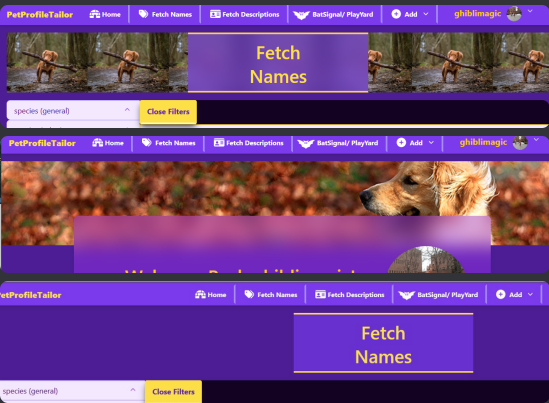 PetProfileTailor Home Fetch Names Fetch Descriptions BatSignal/ PlayYard Add ghiblimagic
Fetch
Names
species (general) Close Filters
PetProfileTailor Home Fetch Names Fetch Descriptions BatSignal/ PlayYard Add ghiblimagic
PetProfileTailor Home Fetch Names Fetch Descriptions BatSignal/ PlayYard Add
Fetch
Names
species (general) Close Filters